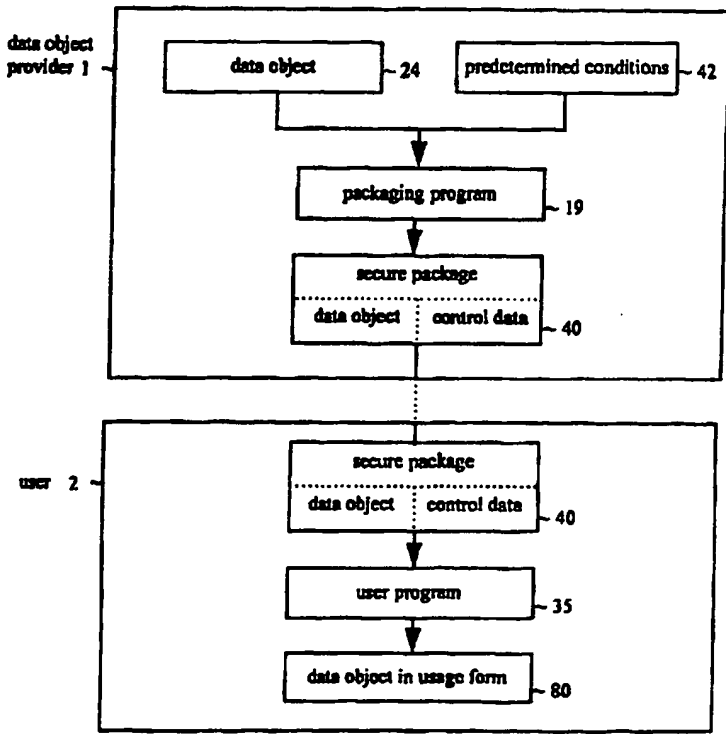 data object
provider 1
data object
24
predetermined conditions
42
packaging program
19
secure package
data object control data
40
user 2
secure package
data object control data
40
user program
35
data object in usage form
80